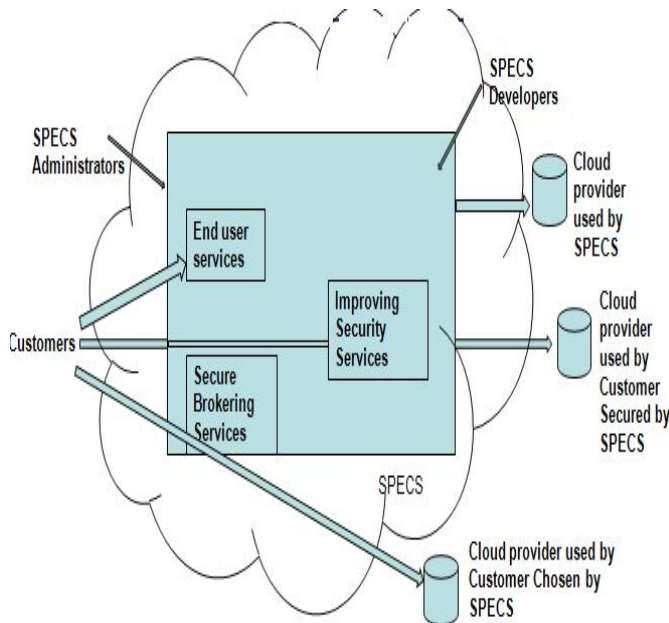 SPECS
Developers
SPECS
Administrators
Cloud
provider
used by
SPECS
End user
services
Improving
Security
Services
Cloud
provider
used by
Customer
Secured by
SPECS
Customers
Secure
Brokering
Services
SPECS
Cloud provider used by
Customer Chosen by
SPECS